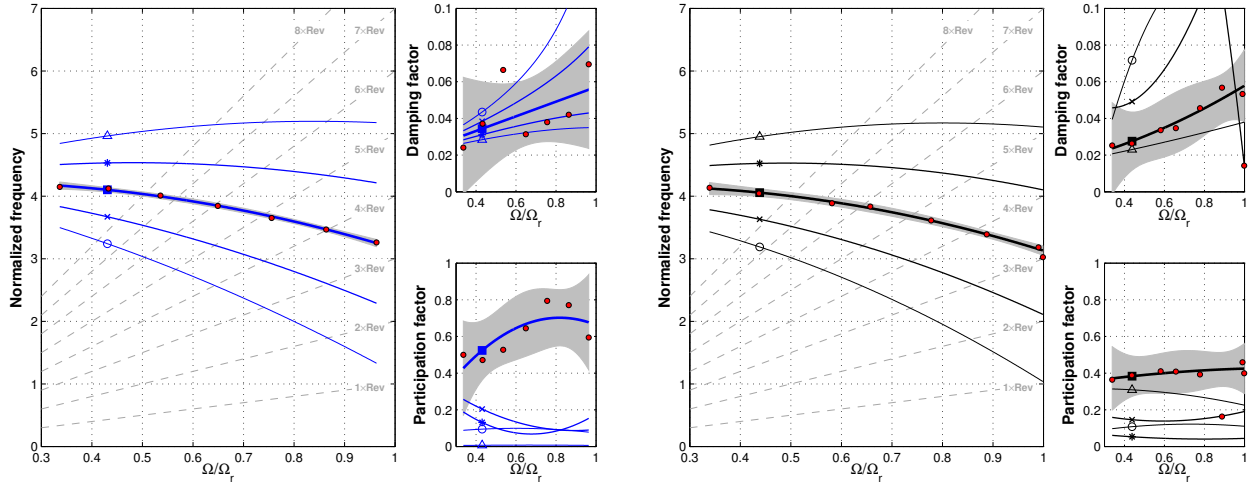 Normalized frequency
7
6
5
4
3
2
1
0
0.3
0.4
0.5
0.6
0.7
0.8
0.9
1
Ω/Ωr
8×Rev
7×Rev
6×Rev
5×Rev
4×Rev
3×Rev
2×Rev
1×Rev
Damping factor
0.1
0.08
0.06
0.04
0.02
0
0.4
0.6
0.8
1
Ω/Ωr
Participation factor
1
0.8
0.6
0.4
0.2
0
0.4
0.6
0.8
1
Ω/Ωr
Normalized frequency
7
6
5
4
3
2
1
0
0.3
0.4
0.5
0.6
0.7
0.8
0.9
1
Ω/Ωr
8×Rev
7×Rev
6×Rev
5×Rev
4×Rev
3×Rev
2×Rev
1×Rev
Damping factor
0.1
0.08
0.06
0.04
0.02
0
0.4
0.6
0.8
1
Ω/Ωr
Participation factor
1
0.8
0.6
0.4
0.2
0
0.4
0.6
0.8
1
Ω/Ωr